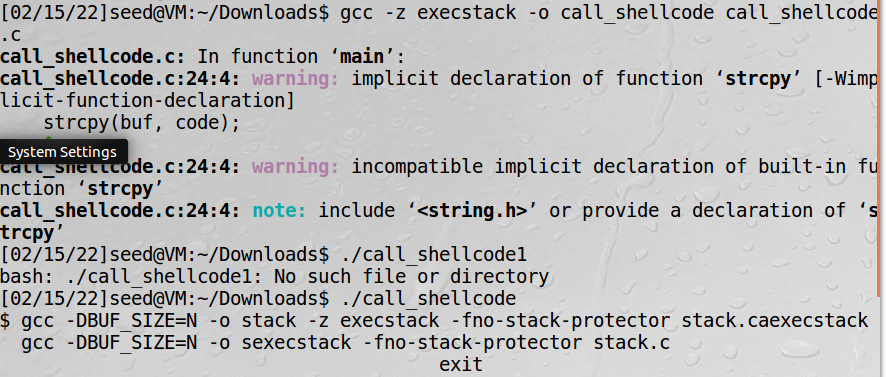 [02/15/22]seed@VM:~/Downloads$ gcc -z execstack -o call_shellcode call_shellcode
.c
call_shellcode.c: In function ‘main’:
call_shellcode.c:24:4: warning: implicit declaration of function ‘strcpy’ [-Wimp
licit-function-declaration]
strcpy(buf, code);
System Settings
call_shellcode.c:24:4: warning: incompatible implicit declaration of built-in fu
nction ‘strcpy’
call_shellcode.c:24:4: note: include ‘<string.h>’ or provide a declaration of ‘s
trcpy’
[02/15/22]seed@VM:~/Downloads$ ./call_shellcode1
bash: ./call_shellcode1: No such file or directory
[02/15/22]seed@VM:~/Downloads$ ./call_shellcode
$ gcc -DBUF_SIZE=N -o stack -z execstack -fno-stack-protector stack.caexecstack
gcc -DBUF_SIZE=N -o sexecstack -fno-stack-protector stack.c
exit